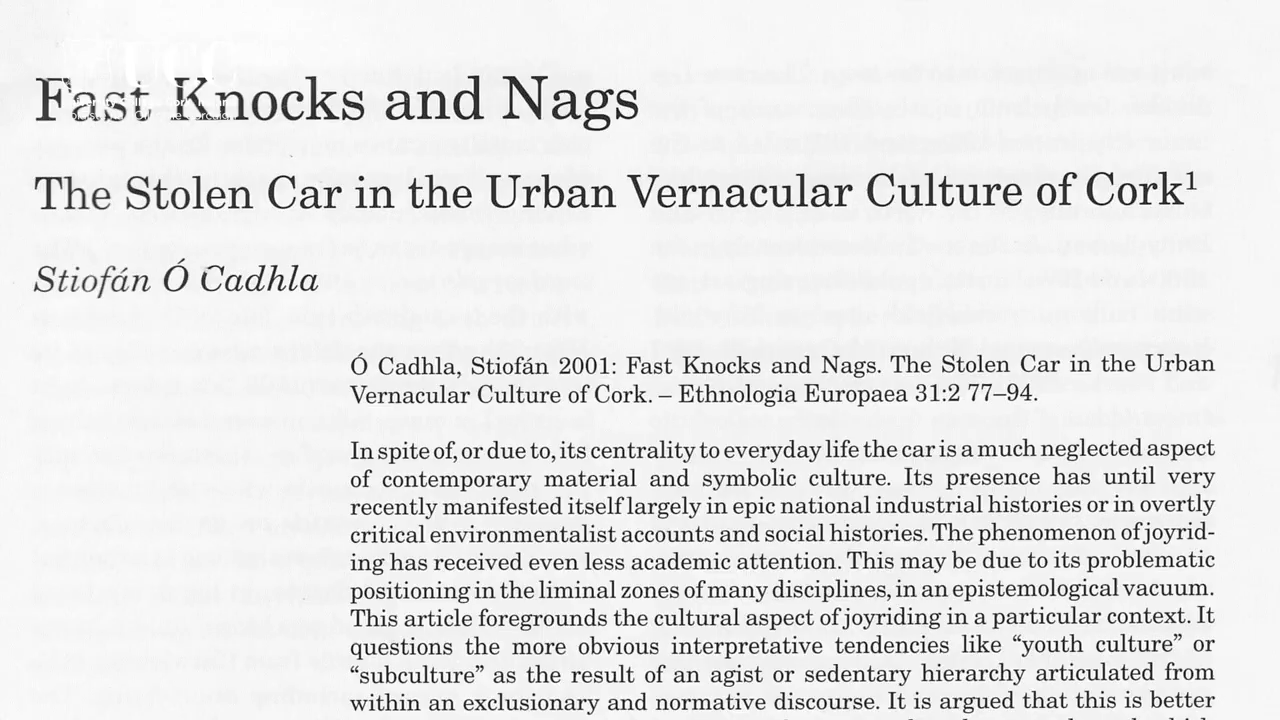 Fast Knocks and Nags
The Stolen Car in the Urban Vernacular Culture of Cork¹
Stiofán Ó Cadhla
Ó Cadhla, Stiofán 2001: Fast Knocks and Nags. The Stolen Car in the Urban
Vernacular Culture of Cork. – Ethnologia Europaea 31:2 77–94.
In spite of, or due to, its centrality to everyday life the car is a much neglected aspect
of contemporary material and symbolic culture. Its presence has until very
recently manifested itself largely in epic national industrial histories or in overtly
critical environmentalist accounts and social histories. The phenomenon of joyrid-
ing has received even less academic attention. This may be due to its problematic
positioning in the liminal zones of many disciplines, in an epistemological vacuum.
This article foregrounds the cultural aspect of joyriding in a particular context. It
questions the more obvious interpretative tendencies like “youth culture” or
“subculture” as the result of an agist or sedentary hierarchy articulated from
within an exclusionary and normative discourse. It is argued that this is better